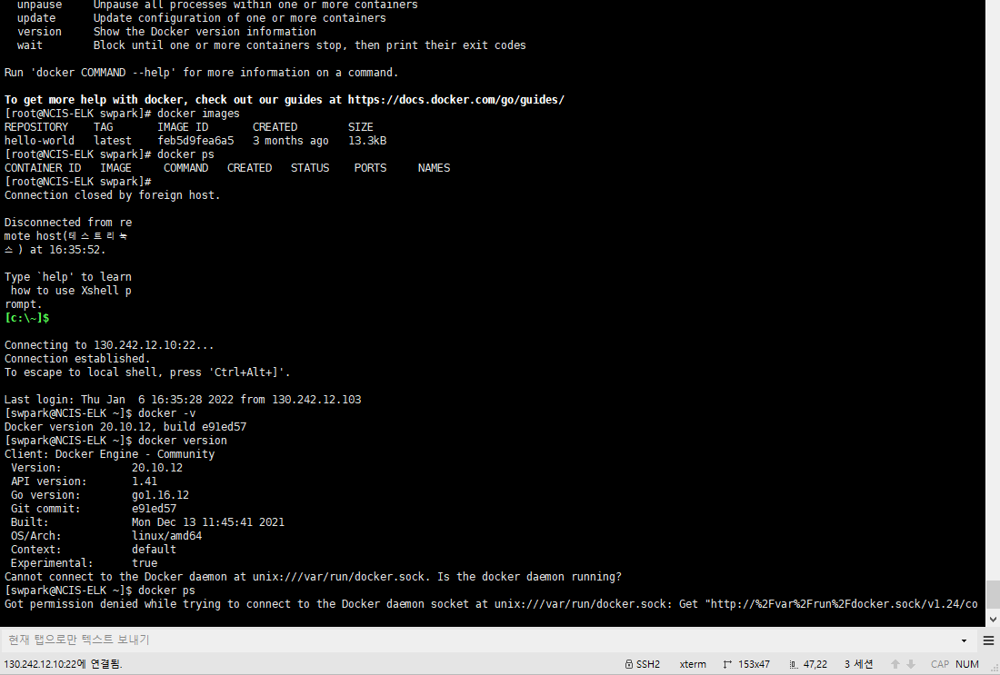 unpause     Unpause all processes within one or more containers
  update      Update configuration of one or more containers
  version     Show the Docker version information
  wait        Block until one or more containers stop, then print their exit codes
Run 'docker COMMAND --help' for more information on a command.
To get more help with docker, check out our guides at https://docs.docker.com/go/guides/
[root@NCIS-ELK swpark]# docker images
REPOSITORY    TAG       IMAGE ID       CREATED        SIZE
hello-world   latest    feb5d9fea6a5   3 months ago   13.3kB
[root@NCIS-ELK swpark]# docker ps
CONTAINER ID   IMAGE     COMMAND   CREATED   STATUS    PORTS     NAMES
[root@NCIS-ELK swpark]#
Connection closed by foreign host.
Disconnected from re
mote host(테스트리눅
스) at 16:35:52.
Type `help' to learn
 how to use Xshell p
rompt.
[c:\~]$
Connecting to 130.242.12.10:22...
Connection established.
To escape to local shell, press 'Ctrl+Alt+]'.
Last login: Thu Jan  6 16:35:28 2022 from 130.242.12.103
[swpark@NCIS-ELK ~]$ docker -v
Docker version 20.10.12, build e91ed57
[swpark@NCIS-ELK ~]$ docker version
Client: Docker Engine - Community
 Version:           20.10.12
 API version:       1.41
 Go version:        go1.16.12
 Git commit:        e91ed57
 Built:             Mon Dec 13 11:45:41 2021
 OS/Arch:           linux/amd64
 Context:           default
 Experimental:      true
Cannot connect to the Docker daemon at unix:///var/run/docker.sock. Is the docker daemon running?
[swpark@NCIS-ELK ~]$ docker ps
Got permission denied while trying to connect to the Docker daemon socket at unix:///var/run/docker.sock: Get "http://%2Fvar%2Frun%2Fdocker.sock/v1.24/co
현재 탭으로만 텍스트 보내기
130.242.12.10:22에 연결됨. SSH2 xterm 153x47 47,22 3 세션 CAP NUM